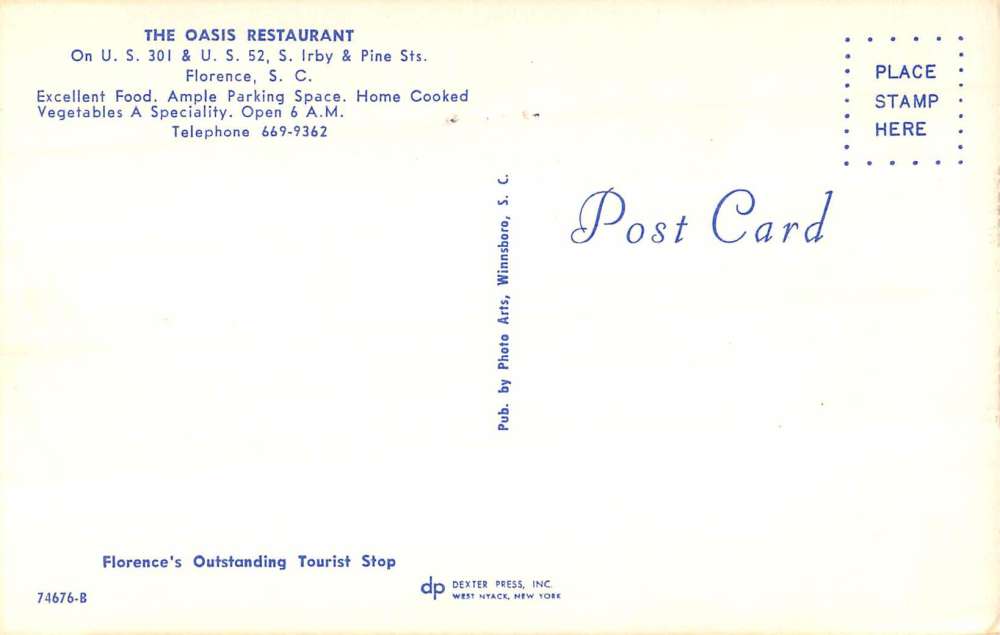 THE OASIS RESTAURANT
On U. S. 301 & U. S. 52, S. Irby & Pine Sts.
Florence, S. C.
Excellent Food. Ample Parking Space. Home Cooked
Vegetables A Speciality. Open 6 A.M.
Telephone 669-9362
PLACE
STAMP
HERE
Post Card
Pub. by Photo Arts, Winnsboro, S. C.
Florence's Outstanding Tourist Stop
74676-B
dp DEXTER PRESS, INC.
WEST NYACK, NEW YORK